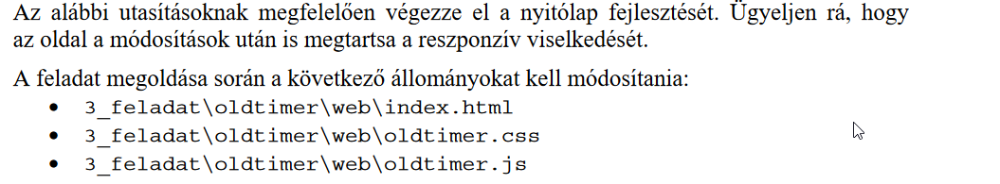 Az alábbi utasításoknak megfelelően végezze el a nyitólap fejlesztését. Ügyeljen rá, hogy
az oldal a módosítások után is megtartsa a reszponzív viselkedését.
A feladat megoldása során a következő állományokat kell módosítania:
• 3_feladat\oldtimer\web\index.html
• 3_feladat\oldtimer\web\oldtimer.css
• 3_feladat\oldtimer\web\oldtimer.js